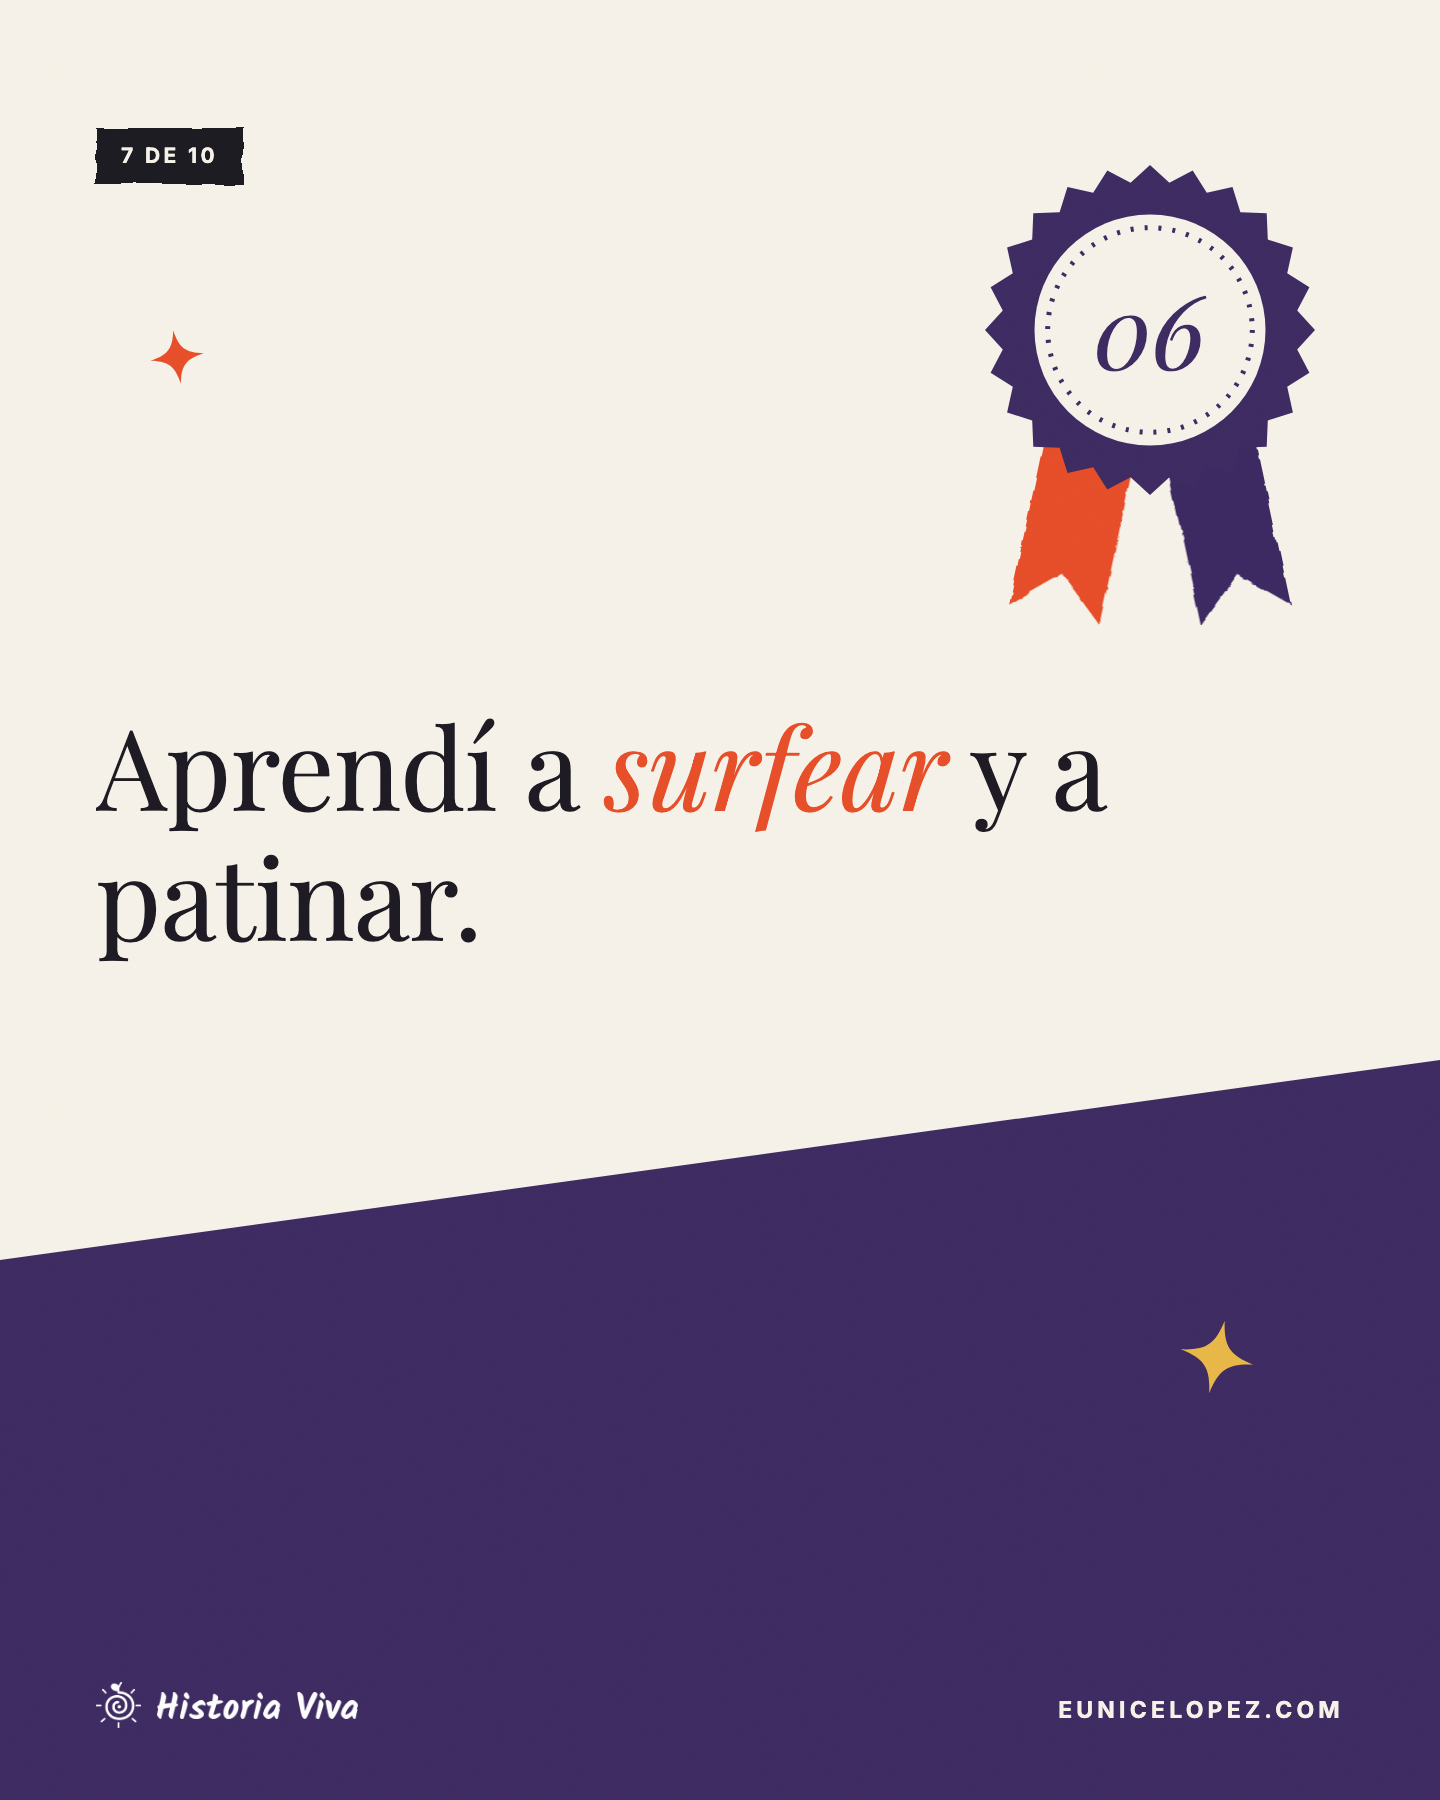 7 DE 10
06
Aprendí a surfear y a
patinar.
Historia Viva
EUNICELOPEZ.COM